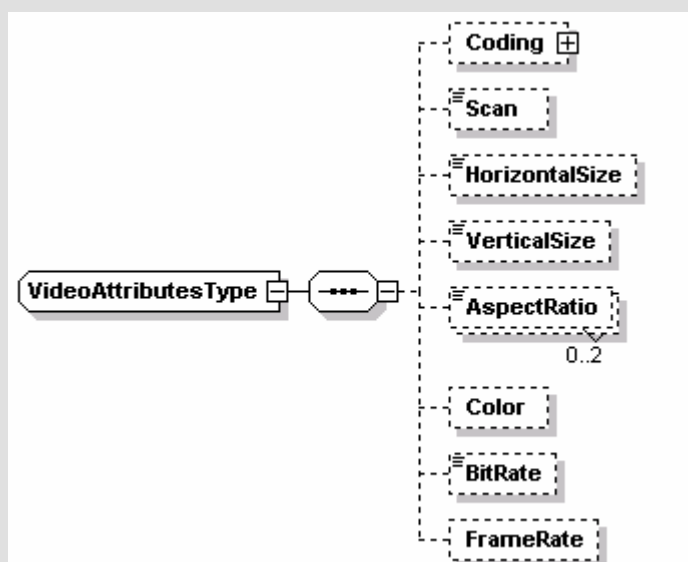 Coding
Scan
HorizontalSize
VerticalSize
VideoAttributesType
AspectRatio
0..2
Color
BitRate
FrameRate